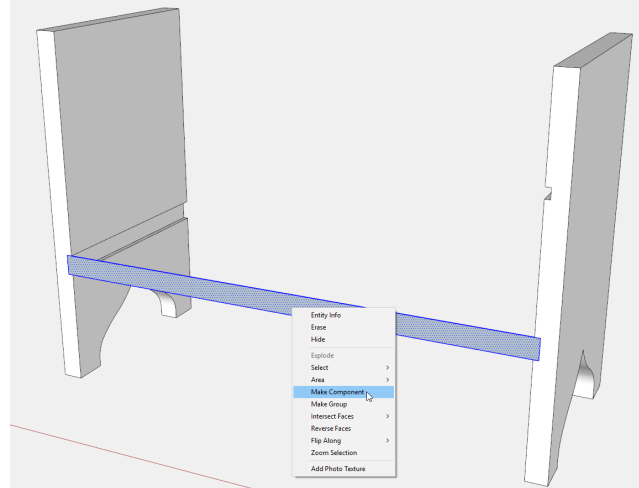 Entity Info
Erase
Hide
Explode
Select
Area
Make Component
Make Group
Intersect Faces
Reverse Faces
Flip Along
Zoom Selection
Add Photo Texture